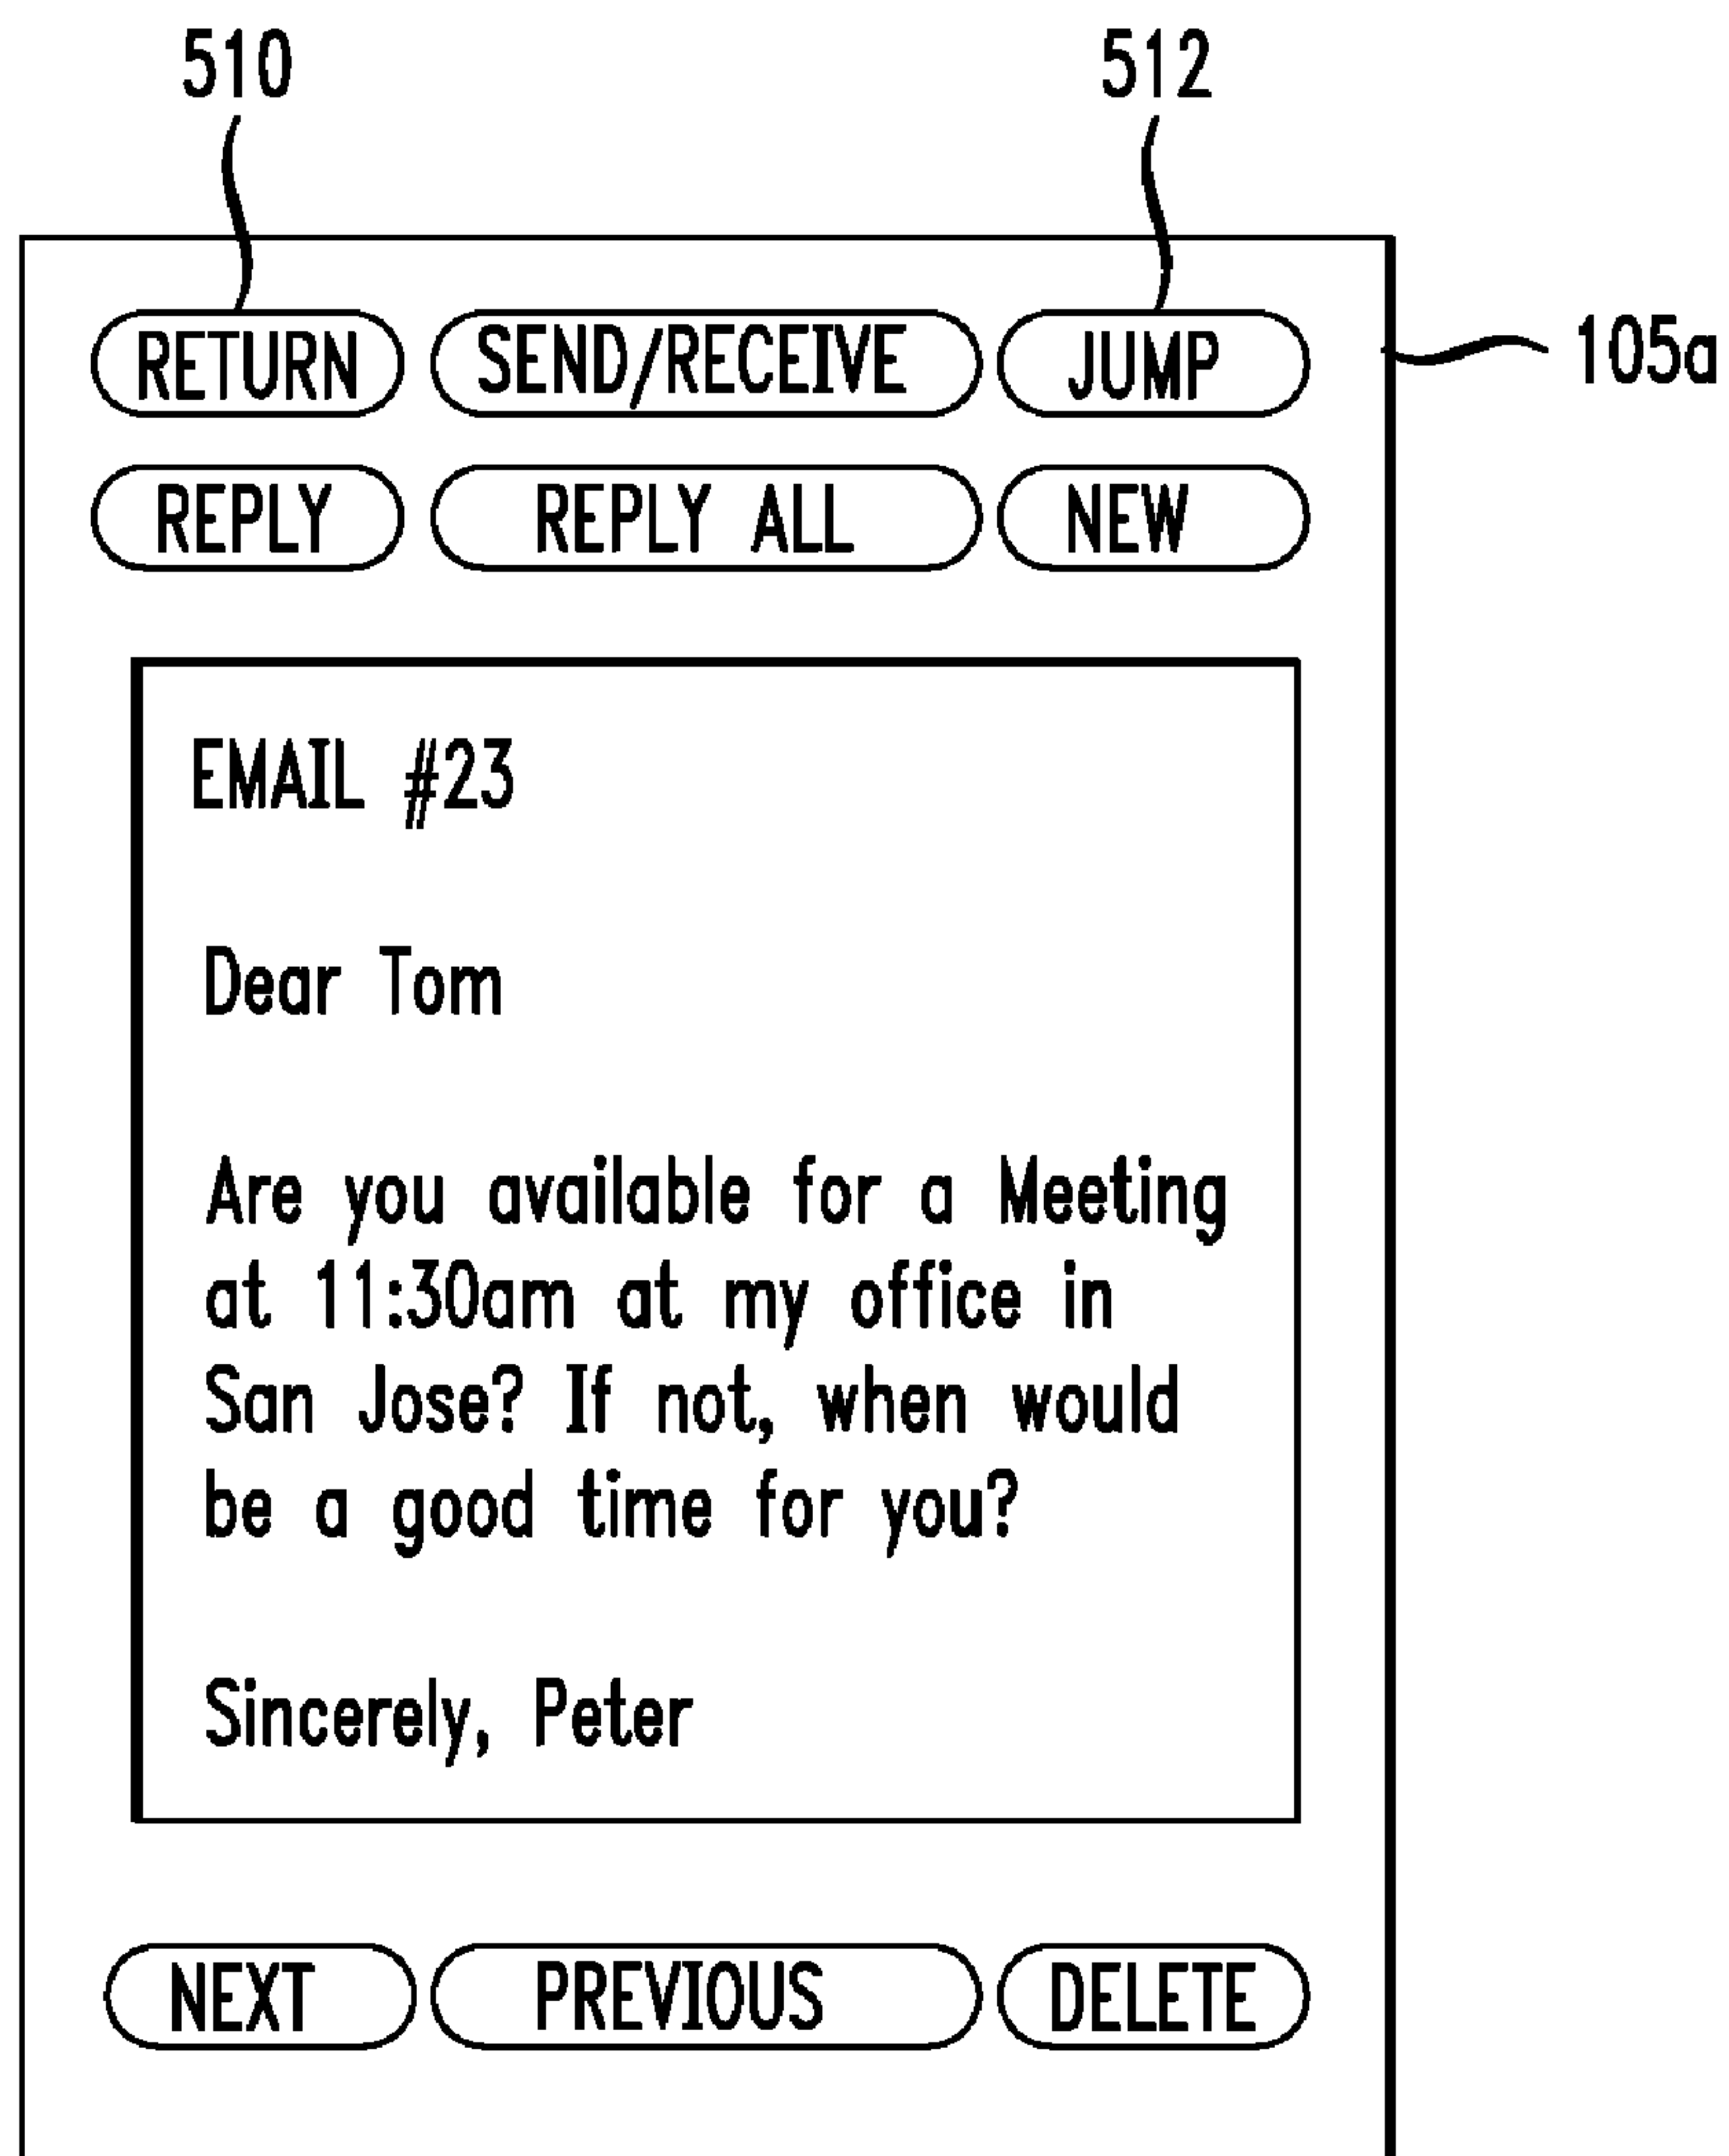 510 512
RETURN SEND/RECEIVE JUMP 105a
REPLY REPLY ALL NEW
EMAIL #23
Dear Tom
Are you available for a Meeting
at 11:30am at my office in
San Jose? If not, when would
be a good time for you?
Sincerely, Peter
NEXT PREVIOUS DELETE